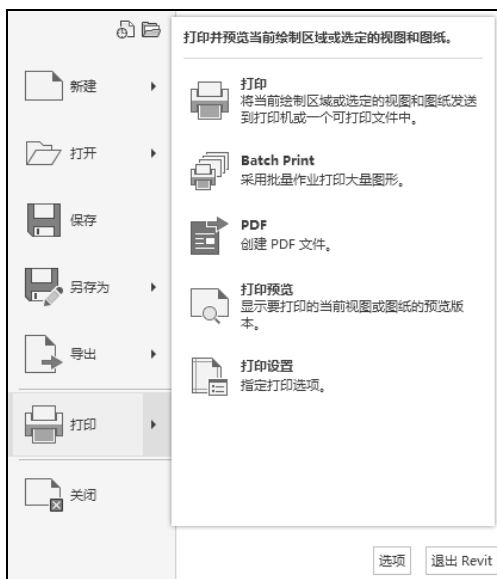 新建
打开
保存
另存为
导出
打印
关闭
打印并预览当前绘制区域或选定的视图和图纸。
打印
将当前绘制区域或选定的视图和图纸发送
到打印机或一个可打印文件中。
Batch Print
采用批量作业打印大量图形。
PDF
创建 PDF 文件。
打印预览
显示要打印的当前视图或图纸的预览版
本。
打印设置
指定打印选项。
选项
退出 Revit